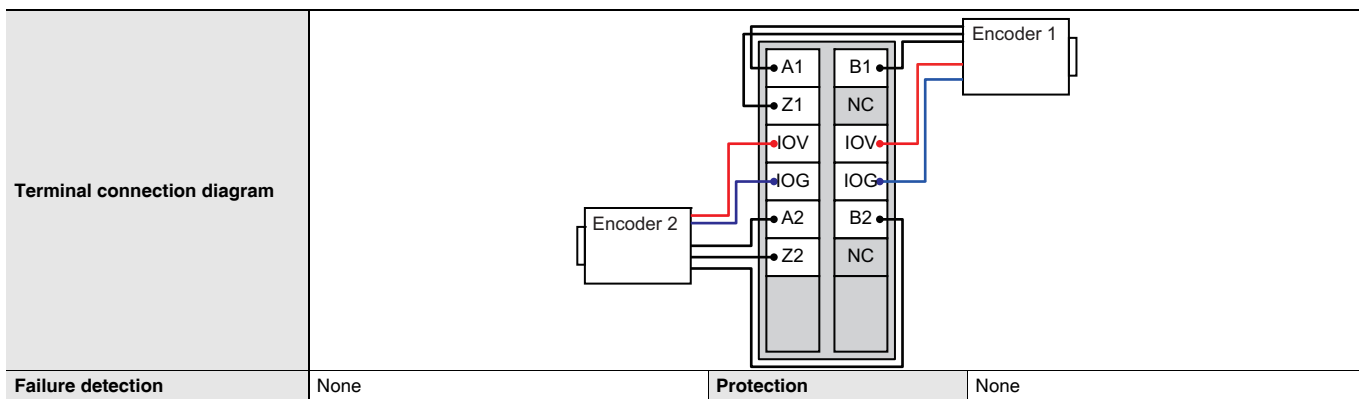 Terminal connection diagram
Encoder 1
A1 B1
Z1 NC
IOV IOV
IOG IOG
Encoder 2
A2 B2
Z2 NC
Failure detection None Protection None